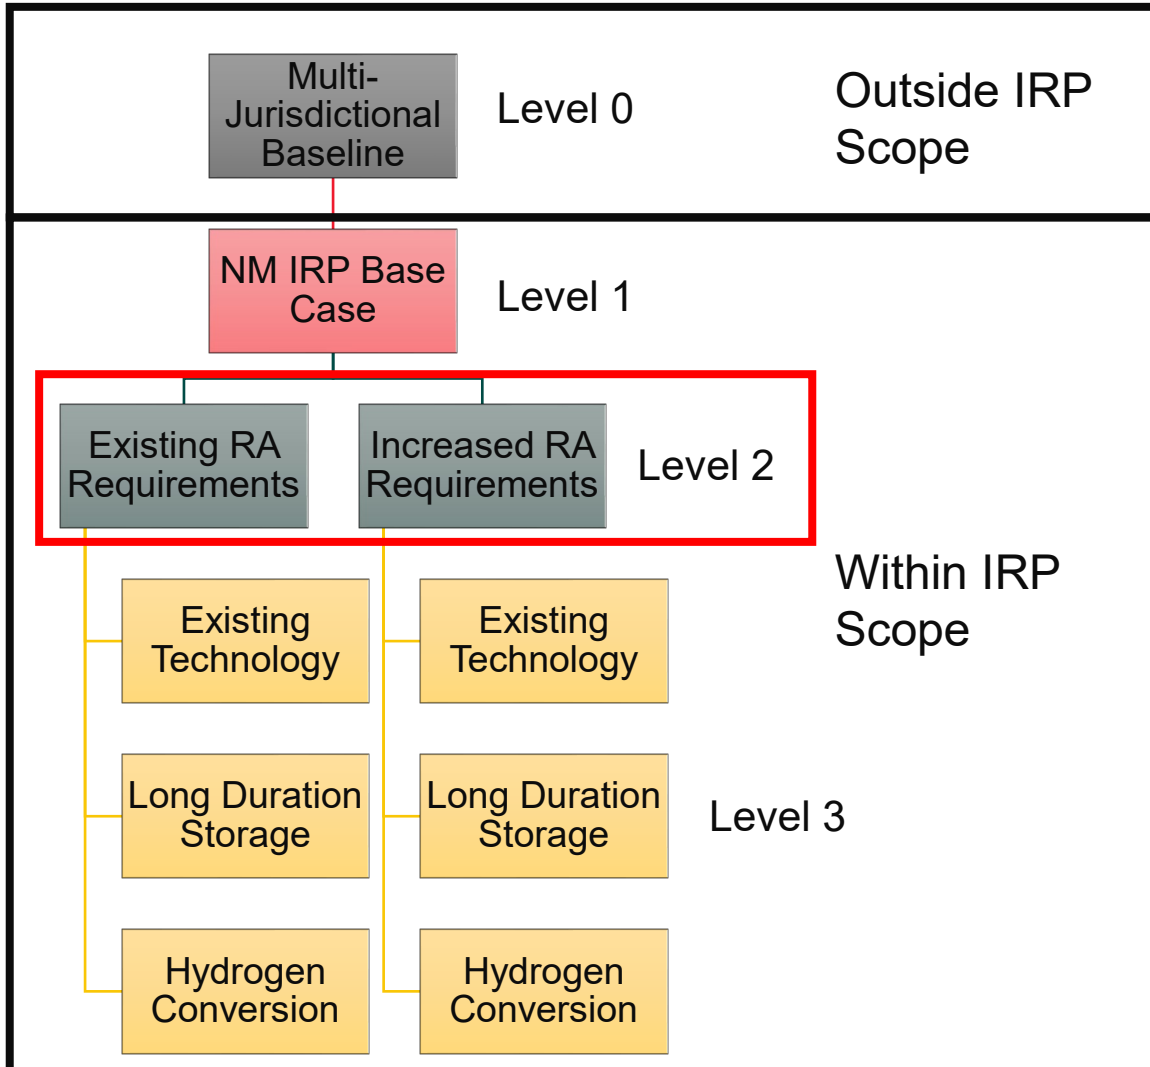 Multi-
Jurisdictional
Baseline
Level 0
Outside IRP
Scope
NM IRP Base
Case
Level 1
Existing RA
Requirements
Increased RA
Requirements
Level 2
Within IRP
Scope
Existing
Technology
Existing
Technology
Long Duration
Storage
Long Duration
Storage
Level 3
Hydrogen
Conversion
Hydrogen
Conversion